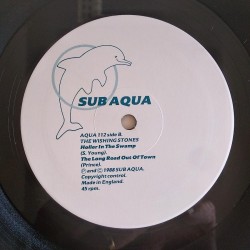 SUB AQUA
AQUA 112 side B.
THE WISHING STONES
Holler In The Swamp
(S. Young).
The Long Road Out Of Town
(Prince).
Ⓟ and © 1988 SUB AQUA.
Copyright control.
Made in England.
45 rpm.